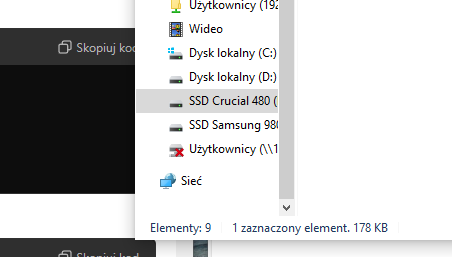 Użytkownicy (192
Wideo
Skopiuj kod
Dysk lokalny (C:)
Dysk lokalny (D:)
SSD Crucial 480 (
SSD Samsung 980
Użytkownicy (\\1
Sieć
Elementy: 9 1 zaznaczony element. 178 KB
Skopiuj kod